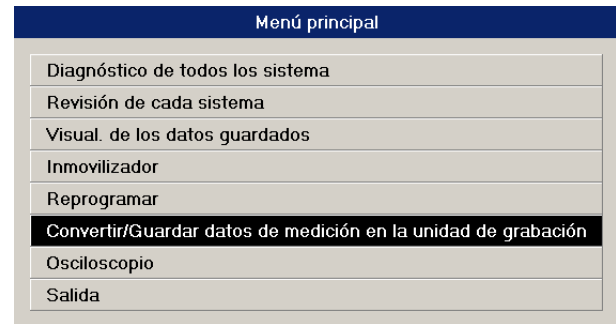 Menú principal
Diagnóstico de todos los sistema
Revisión de cada sistema
Visual. de los datos guardados
Inmovilizador
Reprogramar
Convertir/Guardar datos de medición en la unidad de grabación
Osciloscopio
Salida